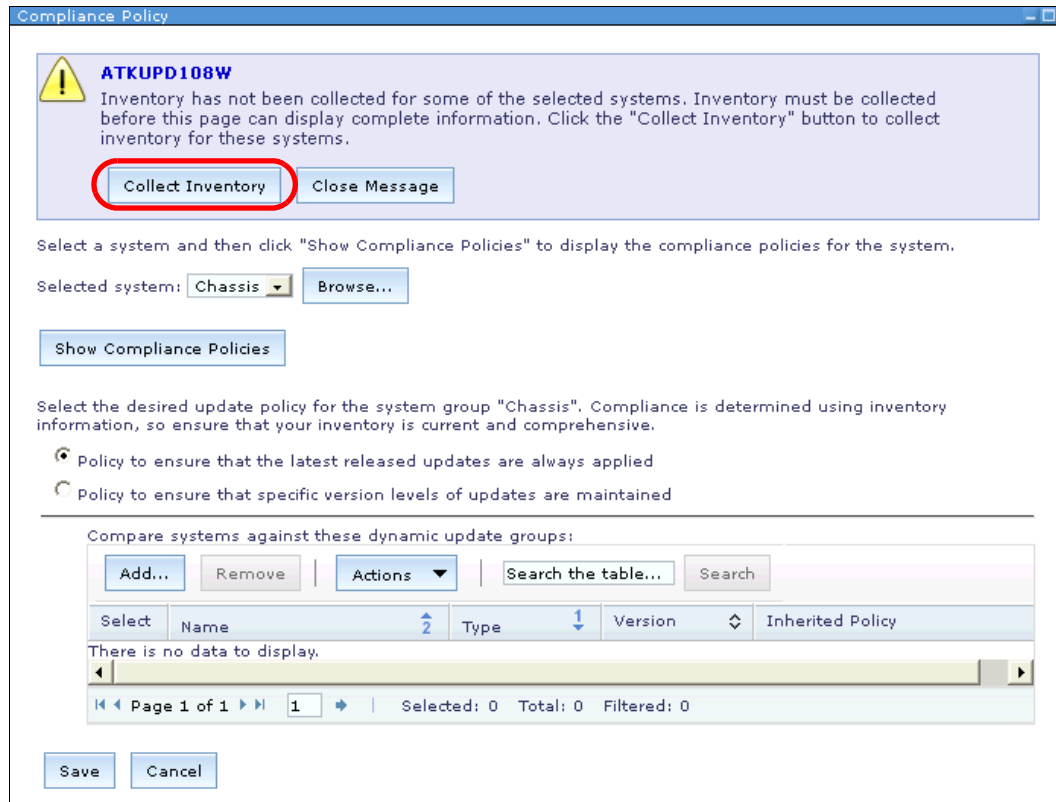 Compliance Policy
ATKUPD108W
Inventory has not been collected for some of the selected systems. Inventory must be collected
before this page can display complete information. Click the "Collect Inventory" button to collect
inventory for these systems.
Collect Inventory Close Message
Select a system and then click "Show Compliance Policies" to display the compliance policies for the system.
Selected system: Chassis Browse...
Show Compliance Policies
Select the desired update policy for the system group "Chassis". Compliance is determined using inventory
information, so ensure that your inventory is current and comprehensive.
Policy to ensure that the latest released updates are always applied
Policy to ensure that specific version levels of updates are maintained
Compare systems against these dynamic update groups:
Add... Remove Actions Search the table... Search
Select Name 2 Type 1 Version Inherited Policy
There is no data to display.
Page 1 of 1 1 Selected: 0 Total: 0 Filtered: 0
Save Cancel